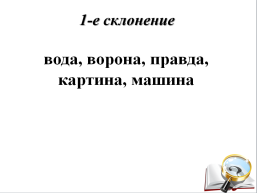 1-е склонение
вода, ворона, правда,
картина, машина